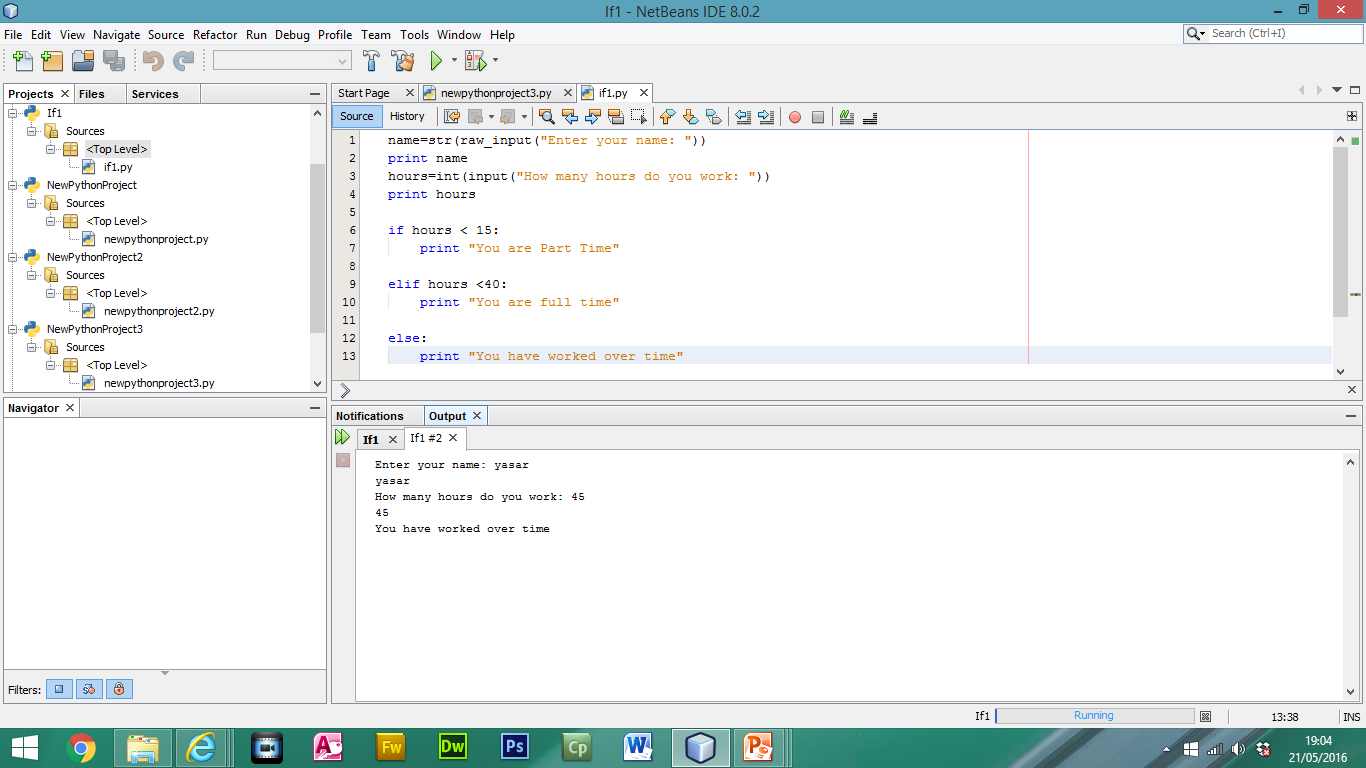 If1 - NetBeans IDE 8.0.2
File Edit View Navigate Source Refactor Run Debug Profile Team Tools Window Help
Search (Ctrl+I)
Projects Files Services
If1
Sources
<Top Level>
if1.py
NewPythonProject
Sources
<Top Level>
newpythonproject.py
NewPythonProject2
Sources
<Top Level>
newpythonproject2.py
NewPythonProject3
Sources
<Top Level>
newpythonproject3.py
Navigator
Filters:
Start Page newpythonproject3.py if1.py
Source History
1 name=str(raw_input("Enter your name: "))
2 print name
3 hours=int(input("How many hours do you work: "))
4 print hours
5
6 if hours < 15:
7 print "You are Part Time"
8
9 elif hours <40:
10 print "You are full time"
11
12 else:
13 print "You have worked over time"
Notifications Output
If1 If1 #2
Enter your name: yasar
yasar
How many hours do you work: 45
45
You have worked over time
If1 Running 13:38 INS
A Fw Dw Ps Cp W P
19:04
21/05/2016